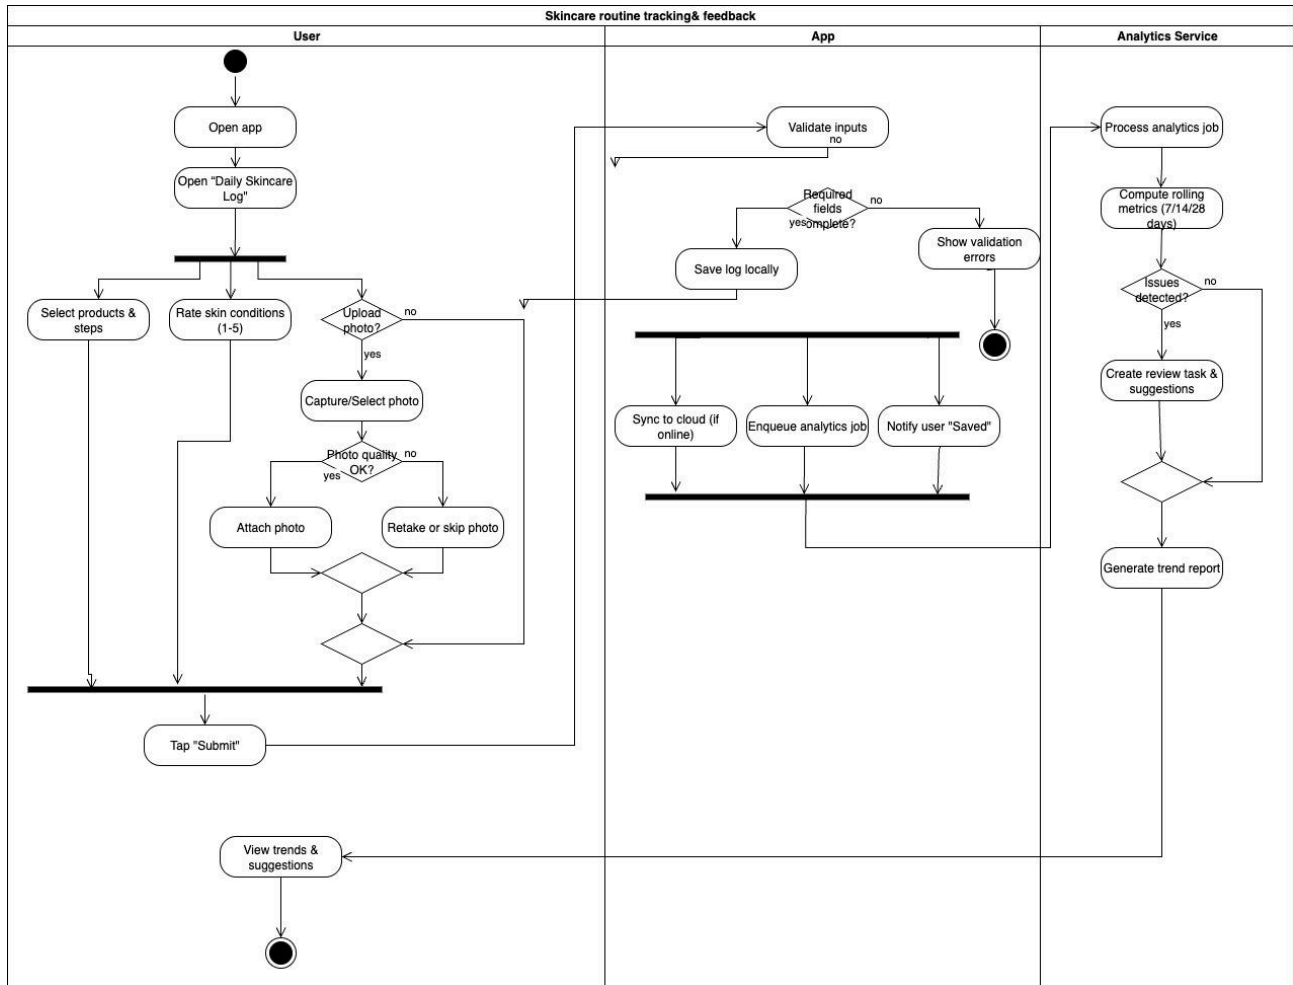 Skincare routine tracking& feedback
User
App
Analytics Service
Open app
Open "Daily Skincare
Log"
Select products &
steps
Rate skin conditions
(1-5)
Upload
photo?
no
yes
Capture/Select photo
Photo quality
OK?
no
yes
Attach photo
Retake or skip photo
Tap "Submit"
View trends &
suggestions
Validate inputs
no
Required
fields
omplete?
no
yes
Save log locally
Show validation
errors
Sync to cloud (if
online)
Enqueue analytics job
Notify user "Saved"
Process analytics job
Compute rolling
metrics (7/14/28
days)
Issues
detected?
no
yes
Create review task &
suggestions
Generate trend report